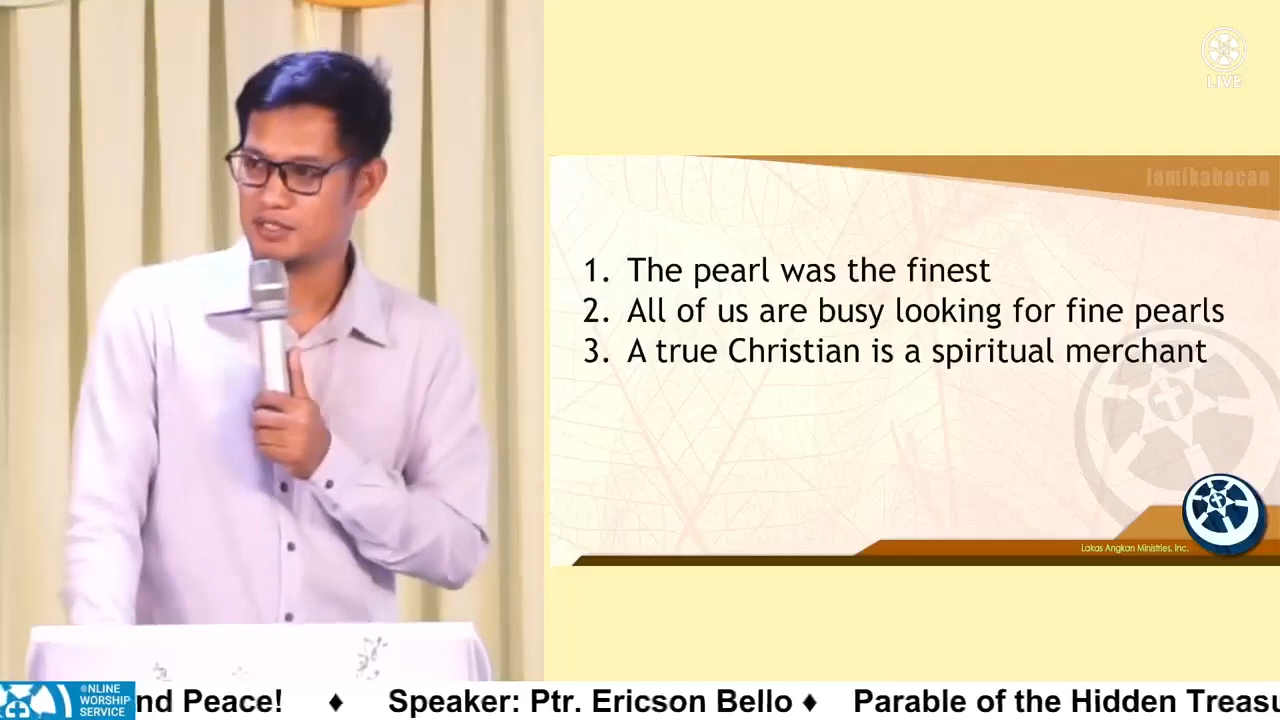 LIVE
lamikabacan
1. The pearl was the finest
2. All of us are busy looking for fine pearls
3. A true Christian is a spiritual merchant
Lakas Angkan Ministries, Inc.
ONLINE
WORSHIP
SERVICE
nd Peace! ♦ Speaker: Ptr. Ericson Bello ♦ Parable of the Hidden Treasu